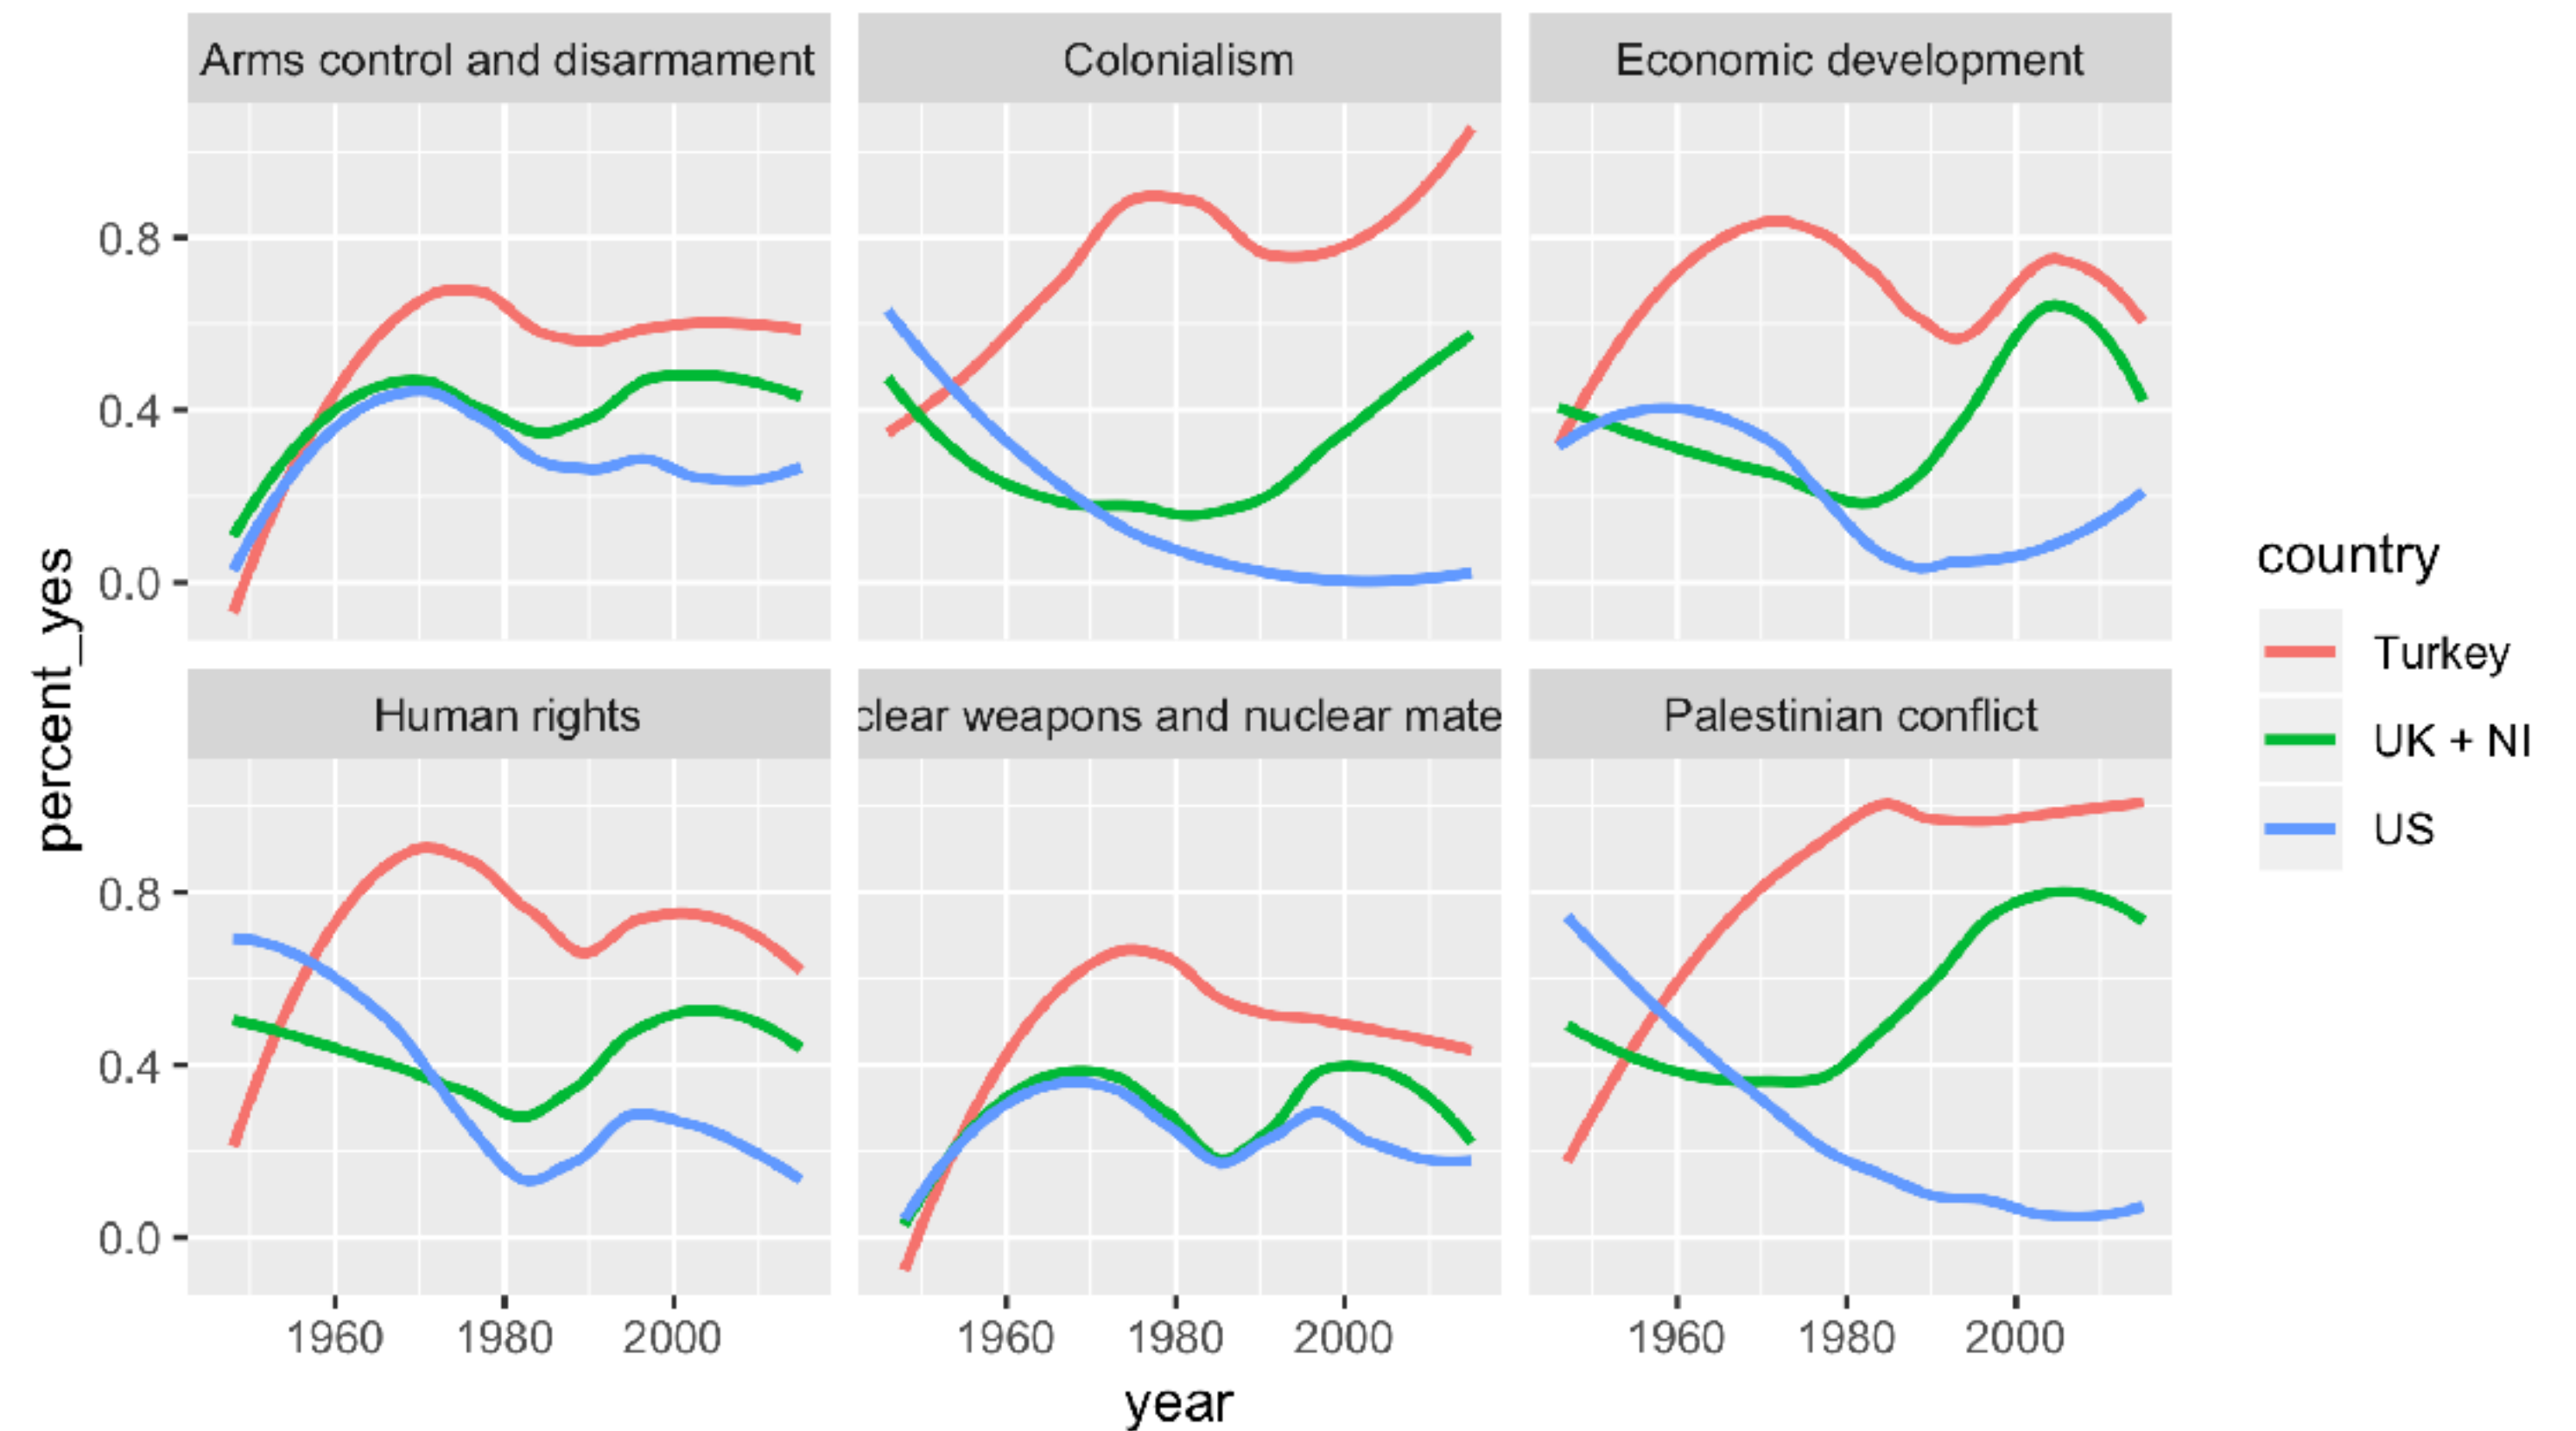 Arms control and disarmament
Colonialism
Economic development
0.8
0.4
0.0
percent_yes
Human rights
clear weapons and nuclear mate
Palestinian conflict
0.8
0.4
0.0
1960 1980 2000
1960 1980 2000
1960 1980 2000
year
country
Turkey
UK + NI
US